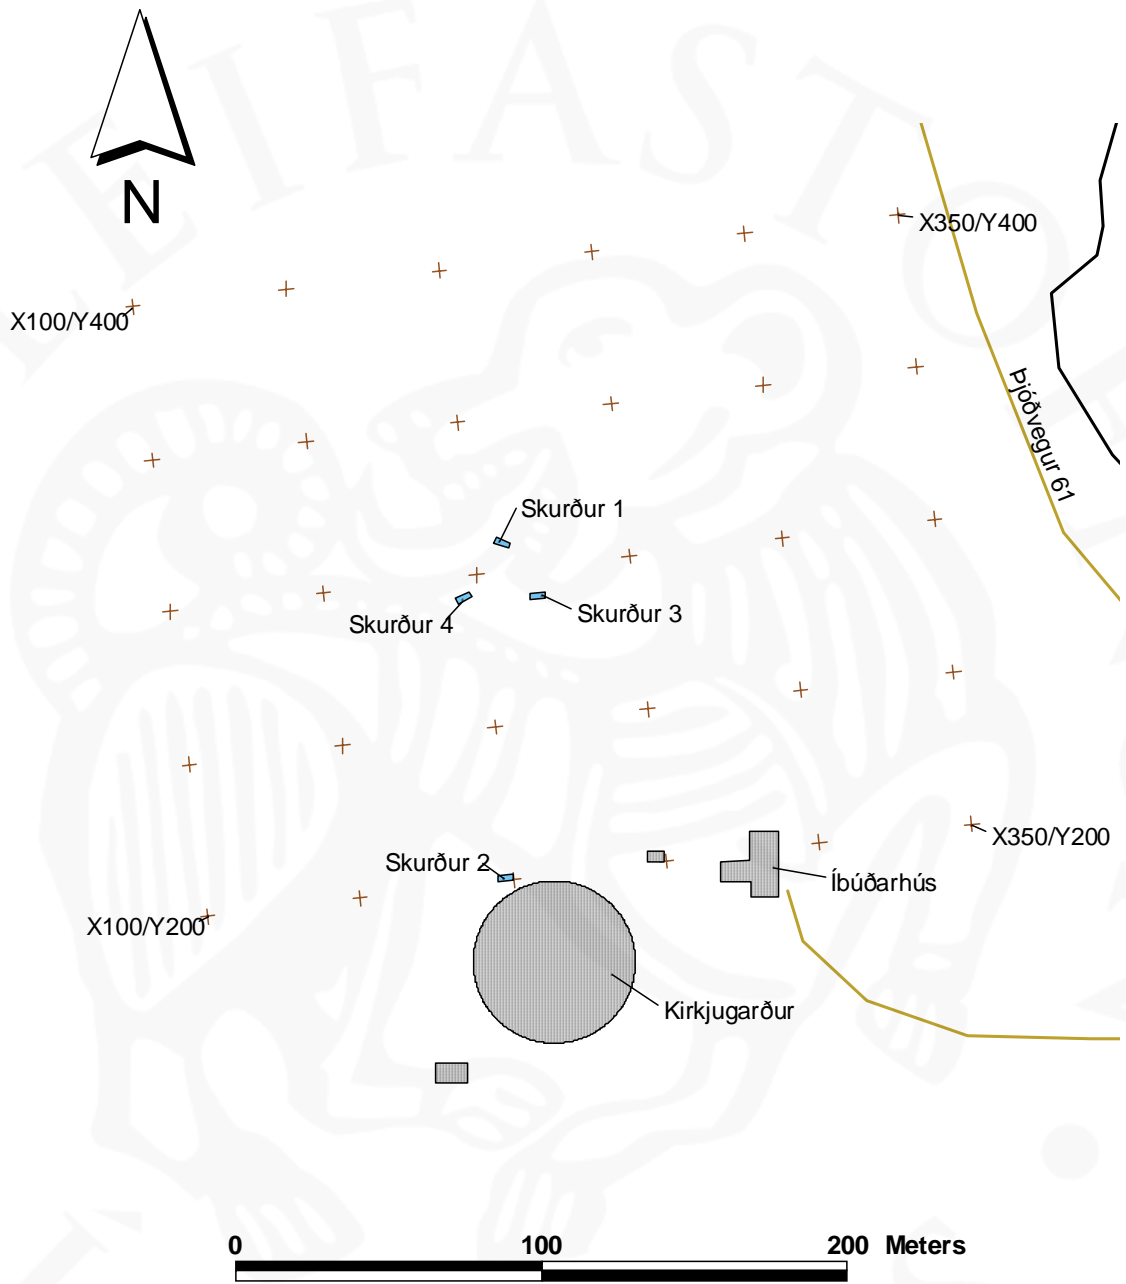 EIFASTO
N
X350/Y400
X100/Y400
Þjóðvegur 61
Skurður 1
Skurður 3
Skurður 4
X350/Y200
Skurður 2
Íbúðarhús
X100/Y200
Kirkjugarður
0 100 200 Meters